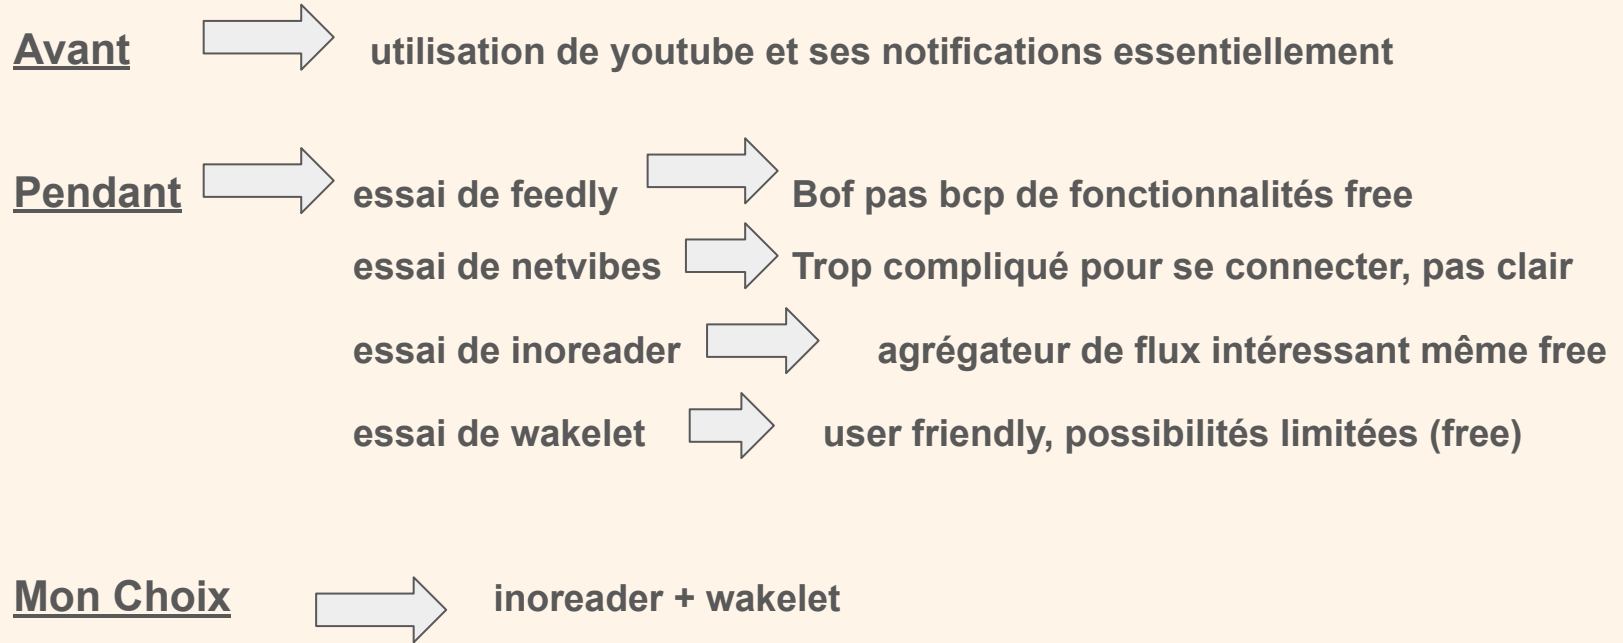 Avant utilisation de youtube et ses notifications essentiellement
Pendant essai de feedly Bof pas bcp de fonctionnalités free
essai de netvibes Trop compliqué pour se connecter, pas clair
essai de inoreader agrégateur de flux intéressant même free
essai de wakelet user friendly, possibilités limitées (free)
Mon Choix inoreader + wakelet